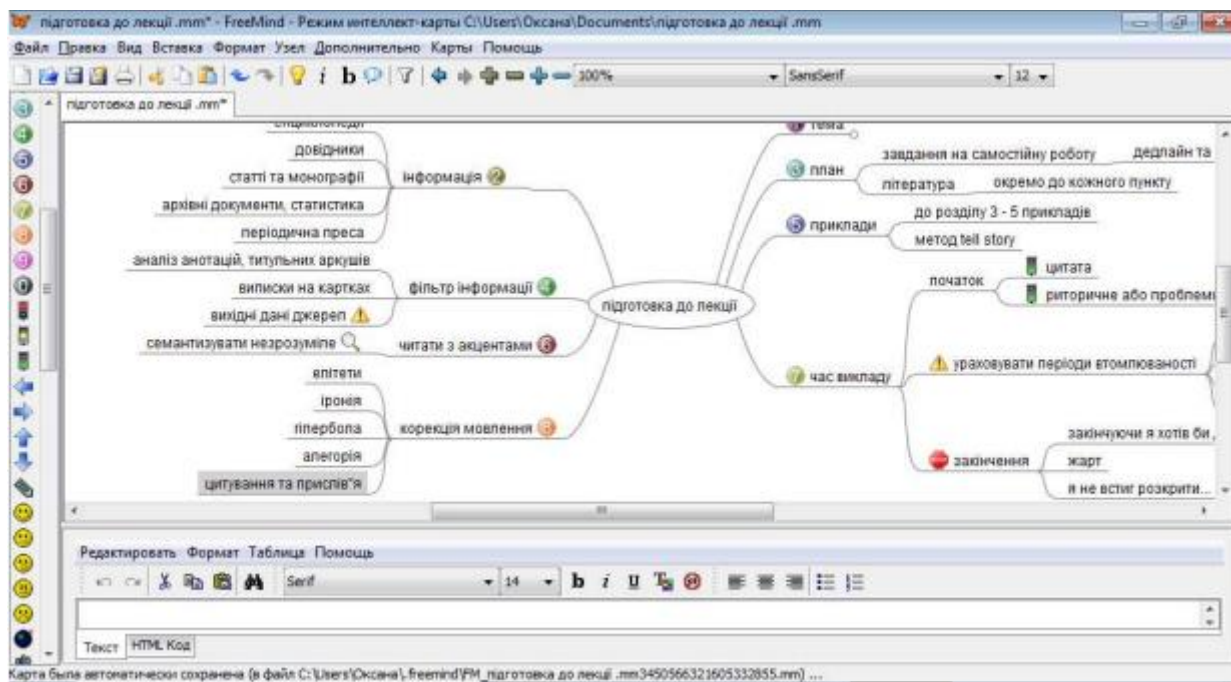 підготовка до лекції .mm* - FreeMind - Режим интеллект-карты C:\Users\Оксана\Documents\підготовка до лекції .mm
Файл Правка Вид Вставка Формат Узел Дополнительно Карты Помощь
100% SansSerif 12
підготовка до лекції .mm*
довідники
статті та монографії
архівні документи, статистика
періодична преса
інформація
аналіз анотацій, титульних аркушів
виписки на картках
вихідні дані джерел
фільтр інформації
семантизувати незрозуміле
читати з акцентами
епітети
іронія
гіпербола
алегорія
цитування та прислів"я
корекція мовлення
підготовка до лекції
тема
план
завдання на самостійну роботу
дедлайн та
література
окремо до кожного пункту
приклади
до розділу 3 - 5 прикладів
метод tell story
час викладу
початок
цитата
риторичне або проблемн
ураховувати періоди втомлюваності
закінчення
закінчуючи я хотів би
жарт
я не встиг розкрити...
Редактировать Формат Таблица Помощь
Serif 14
Текст HTML Код
Карта была автоматически сохранена (в файл C:\Users\Оксана\.freemind\FM_підготовка до лекції .mm3450566321605332855.mm) ...